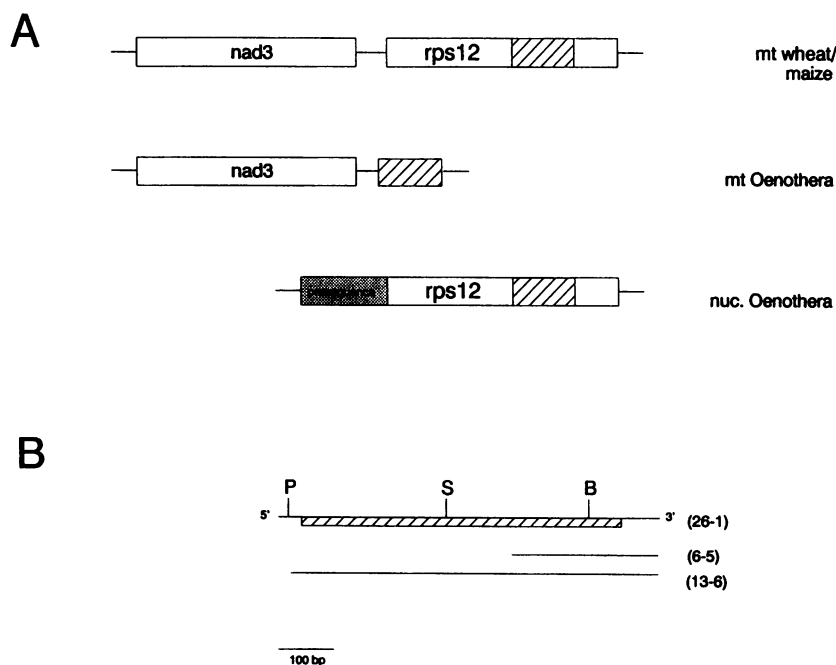 A
nad3
rps12
mt wheat/
maize
nad3
mt Oenothera
rps12
nuc. Oenothera
B
P S B
5' 3' (26-1)
(6-5)
(13-6)
100 bp